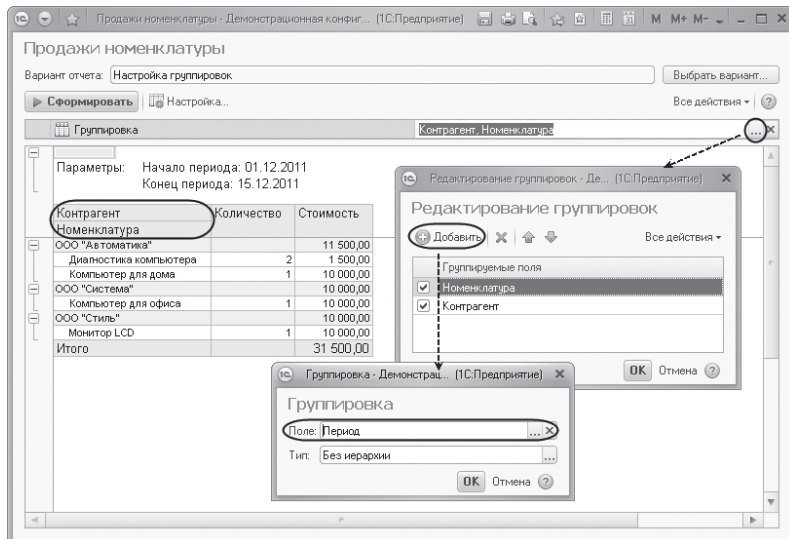 Продажи номенклатуры - Демонстрационная конфиг... (1С:Предприятие) M M+ M-
Продажи номенклатуры
Вариант отчета: Настройка группировок Выбрать вариант...
Сформировать Настройка... Все действия
Группировка Контрагент, Номенклатура ...
Параметры: Начало периода: 01.12.2011
Конец периода: 15.12.2011
Контрагент Количество Стоимость
Номенклатура
ООО "Автоматика" 11 500,00
Диагностика компьютера 2 1 500,00
Компьютер для дома 1 10 000,00
ООО "Система" 10 000,00
Компьютер для офиса 1 10 000,00
ООО "Стиль" 10 000,00
Монитор LCD 1 10 000,00
Итого 31 500,00
Редактирование группировок - Де... (1С:Предприятие)
Редактирование группировок
Добавить Все действия
Группируемые поля
Номенклатура
Контрагент
ОК Отмена ?
Группировка - Демонстрац... (1С:Предприятие)
Группировка
Поле: Период ...
Тип: Без иерархии ...
ОК Отмена ?